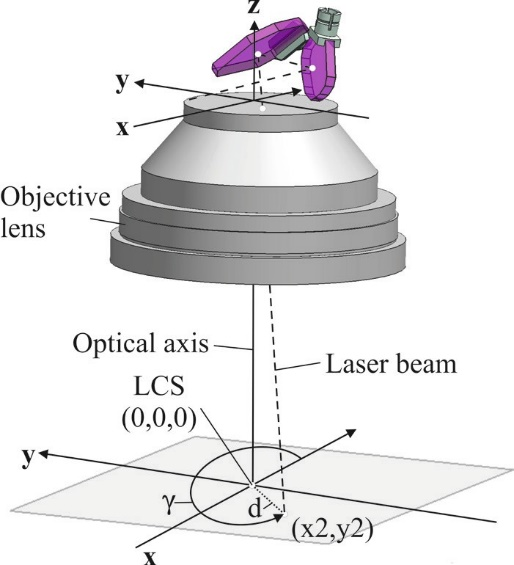 z
y
x
Objective
lens
Optical axis
Laser beam
LCS
(0,0,0)
y
γ
d
(x2,y2)
x